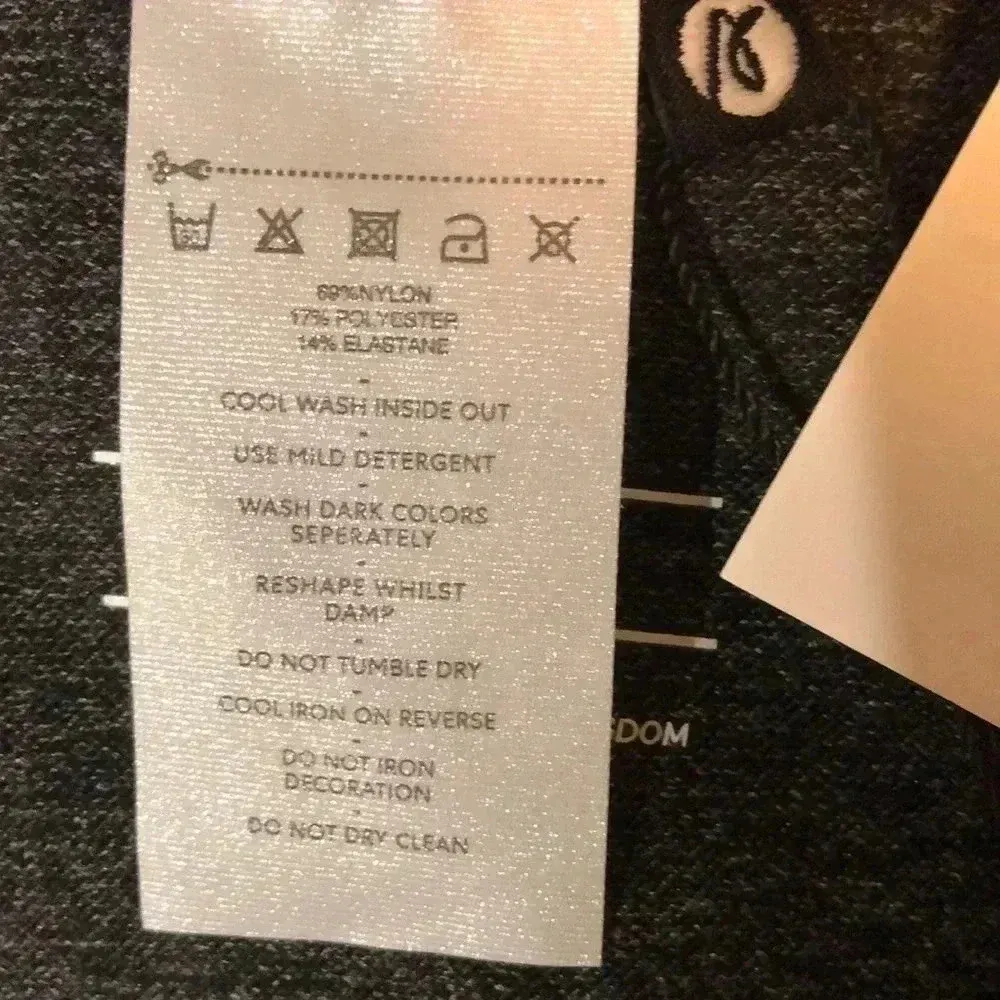 69%NYLON
17% POLYESTER
14% ELASTANE
-
COOL WASH INSIDE OUT
-
USE MILD DETERGENT
-
WASH DARK COLORS
SEPERATELY
-
RESHAPE WHILST
DAMP
-
DO NOT TUMBLE DRY
-
COOL IRON ON REVERSE
-
DO NOT IRON
DECORATION
-
DO NOT DRY CLEAN